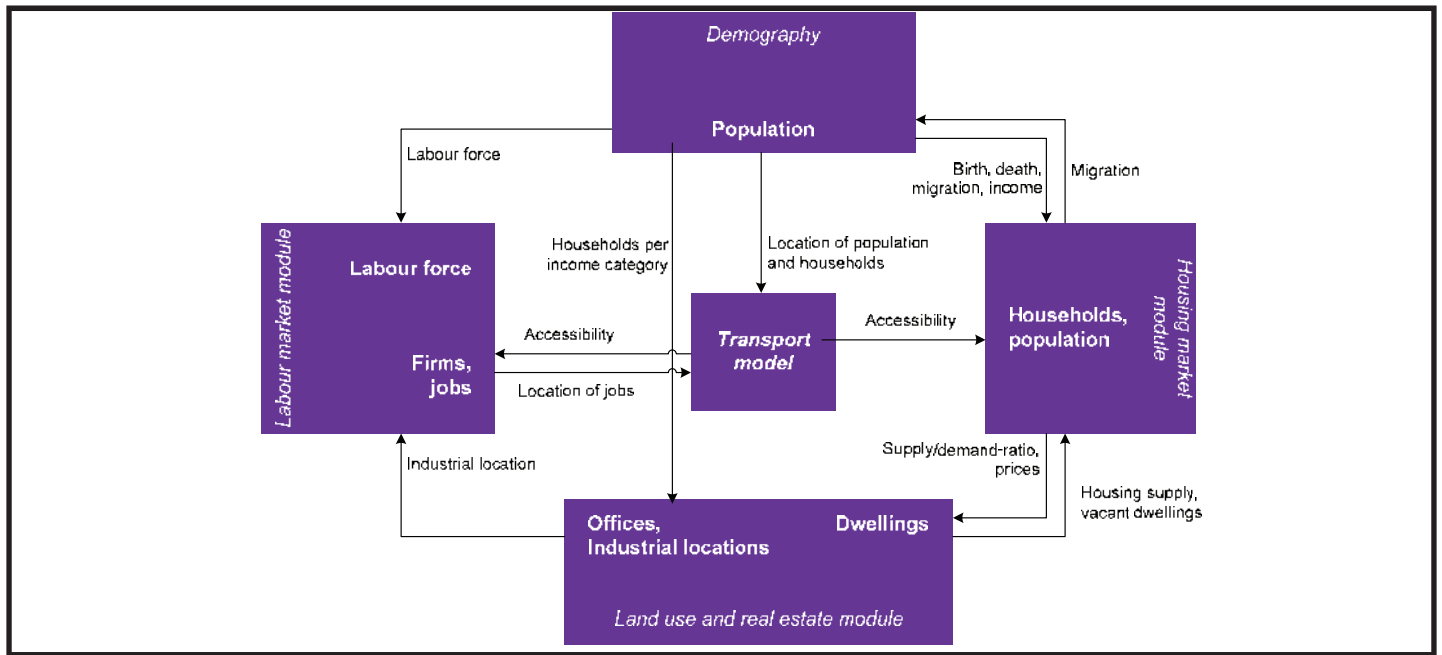 Demography
Population
Labour force
Birth, death,
migration, income
Migration
Labour market module
Labour force
Firms,
jobs
Households per
income category
Location of population
and households
Accessibility
Location of jobs
Transport
model
Accessibility
Households,
population
Housing market
module
Industrial location
Supply/demand-ratio,
prices
Housing supply,
vacant dwellings
Offices,
Industrial locations
Dwellings
Land use and real estate module